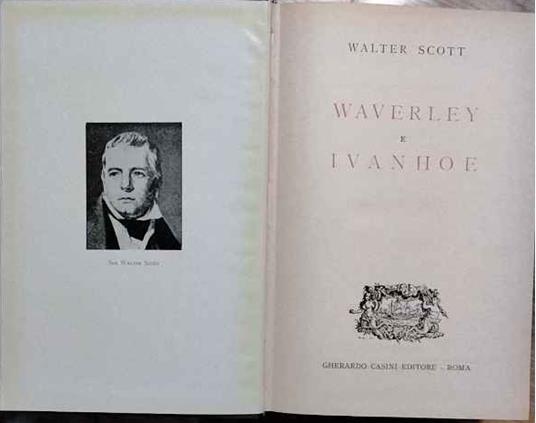 Sir Walter Scott
WALTER SCOTT
WAVERLEY
E
IVANHOE
GHERARDO CASINI EDITORE - ROMA